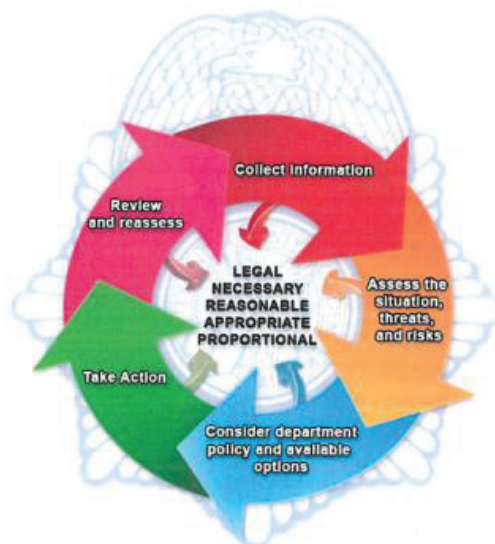 Collect Information
Assess the
situation,
threats,
and risks
Consider department
policy and available
options
Take Action
Review
and reassess
LEGAL
NECESSARY
REASONABLE
APPROPRIATE
PROPORTIONAL